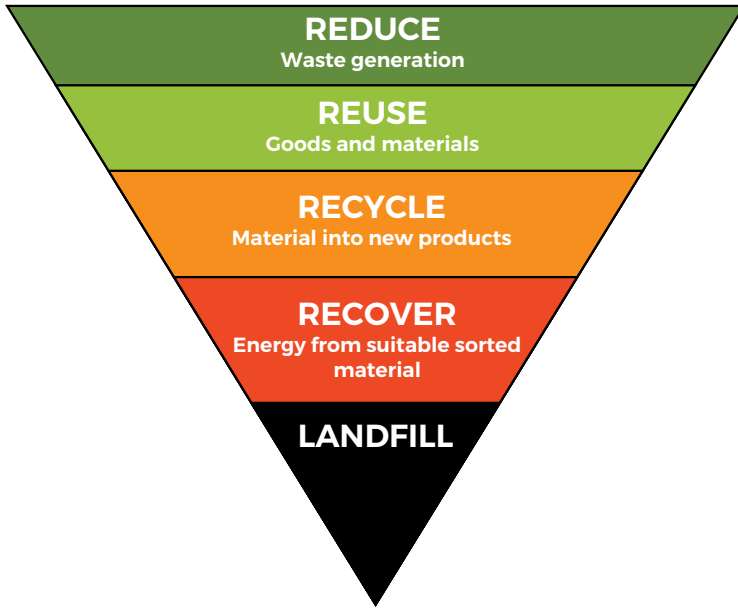 REDUCE
Waste generation
REUSE
Goods and materials
RECYCLE
Material into new products
RECOVER
Energy from suitable sorted
material
LANDFILL